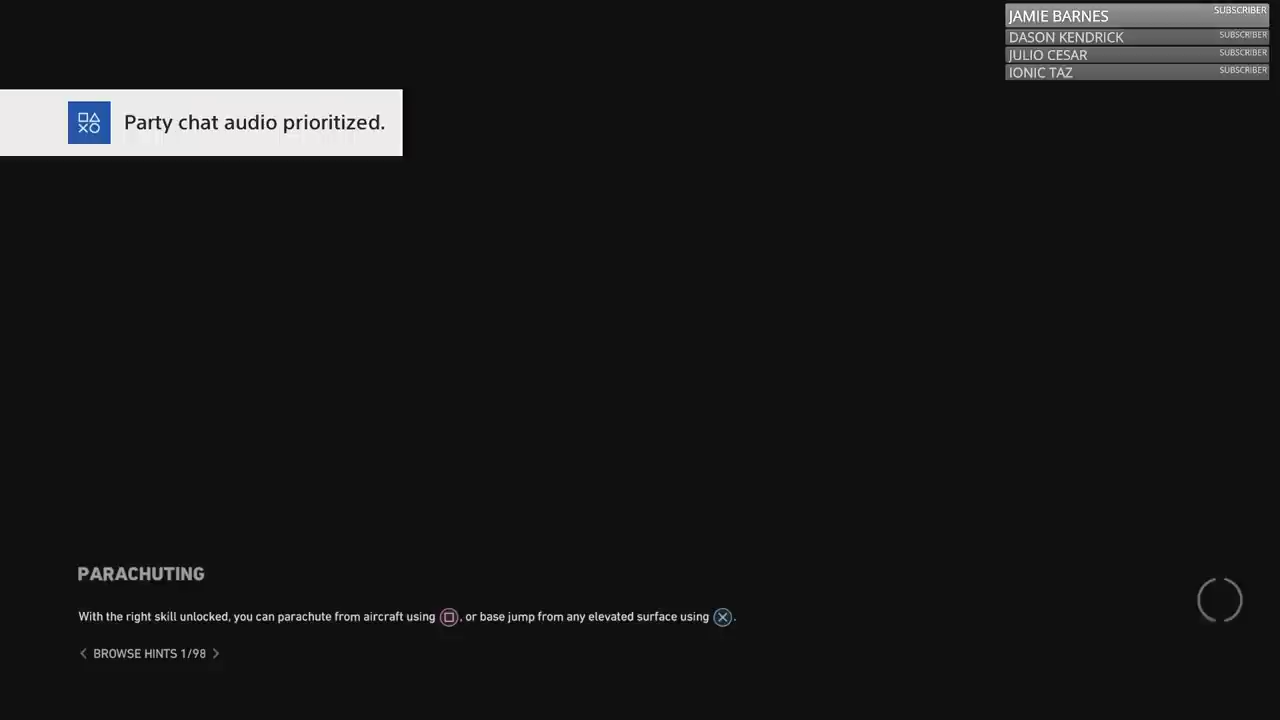 JAMIE BARNES SUBSCRIBER
DASON KENDRICK SUBSCRIBER
JULIO CESAR SUBSCRIBER
IONIC TAZ SUBSCRIBER
Party chat audio prioritized.
PARACHUTING
With the right skill unlocked, you can parachute from aircraft using , or base jump from any elevated surface using .
BROWSE HINTS 1/98